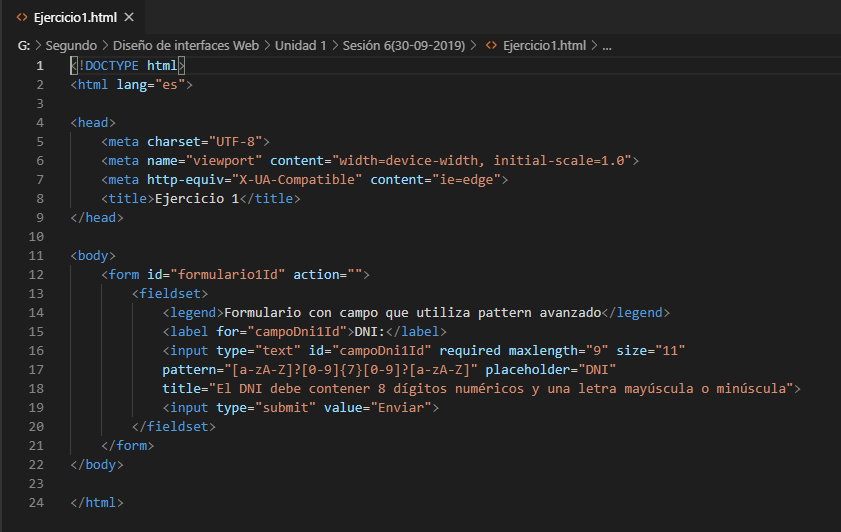 Ejercicio1.html
G: > Segundo > Diseño de interfaces Web > Unidad 1 > Sesión 6(30-09-2019) > Ejercicio1.html > ...
1 <!DOCTYPE html>
2 <html lang="es">
3
4 <head>
5     <meta charset="UTF-8">
6     <meta name="viewport" content="width=device-width, initial-scale=1.0">
7     <meta http-equiv="X-UA-Compatible" content="ie=edge">
8     <title>Ejercicio 1</title>
9 </head>
10
11 <body>
12     <form id="formulario1Id" action="">
13         <fieldset>
14             <legend>Formulario con campo que utiliza pattern avanzado</legend>
15             <label for="campoDni1Id">DNI:</label>
16             <input type="text" id="campoDni1Id" required maxlength="9" size="11"
17             pattern="[a-zA-Z]?[0-9]{7}[0-9]?[a-zA-Z]" placeholder="DNI"
18             title="El DNI debe contener 8 dígitos numéricos y una letra mayúscula o minúscula">
19             <input type="submit" value="Enviar">
20         </fieldset>
21     </form>
22 </body>
23
24 </html>